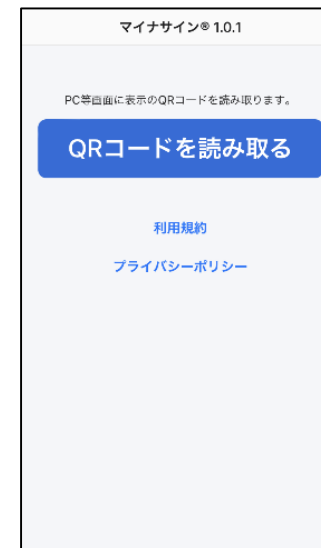 マイナサイン® 1.0.1
PC等画面に表示のQRコードを読み取ります。
QRコードを読み取る
利用規約
プライバシーポリシー